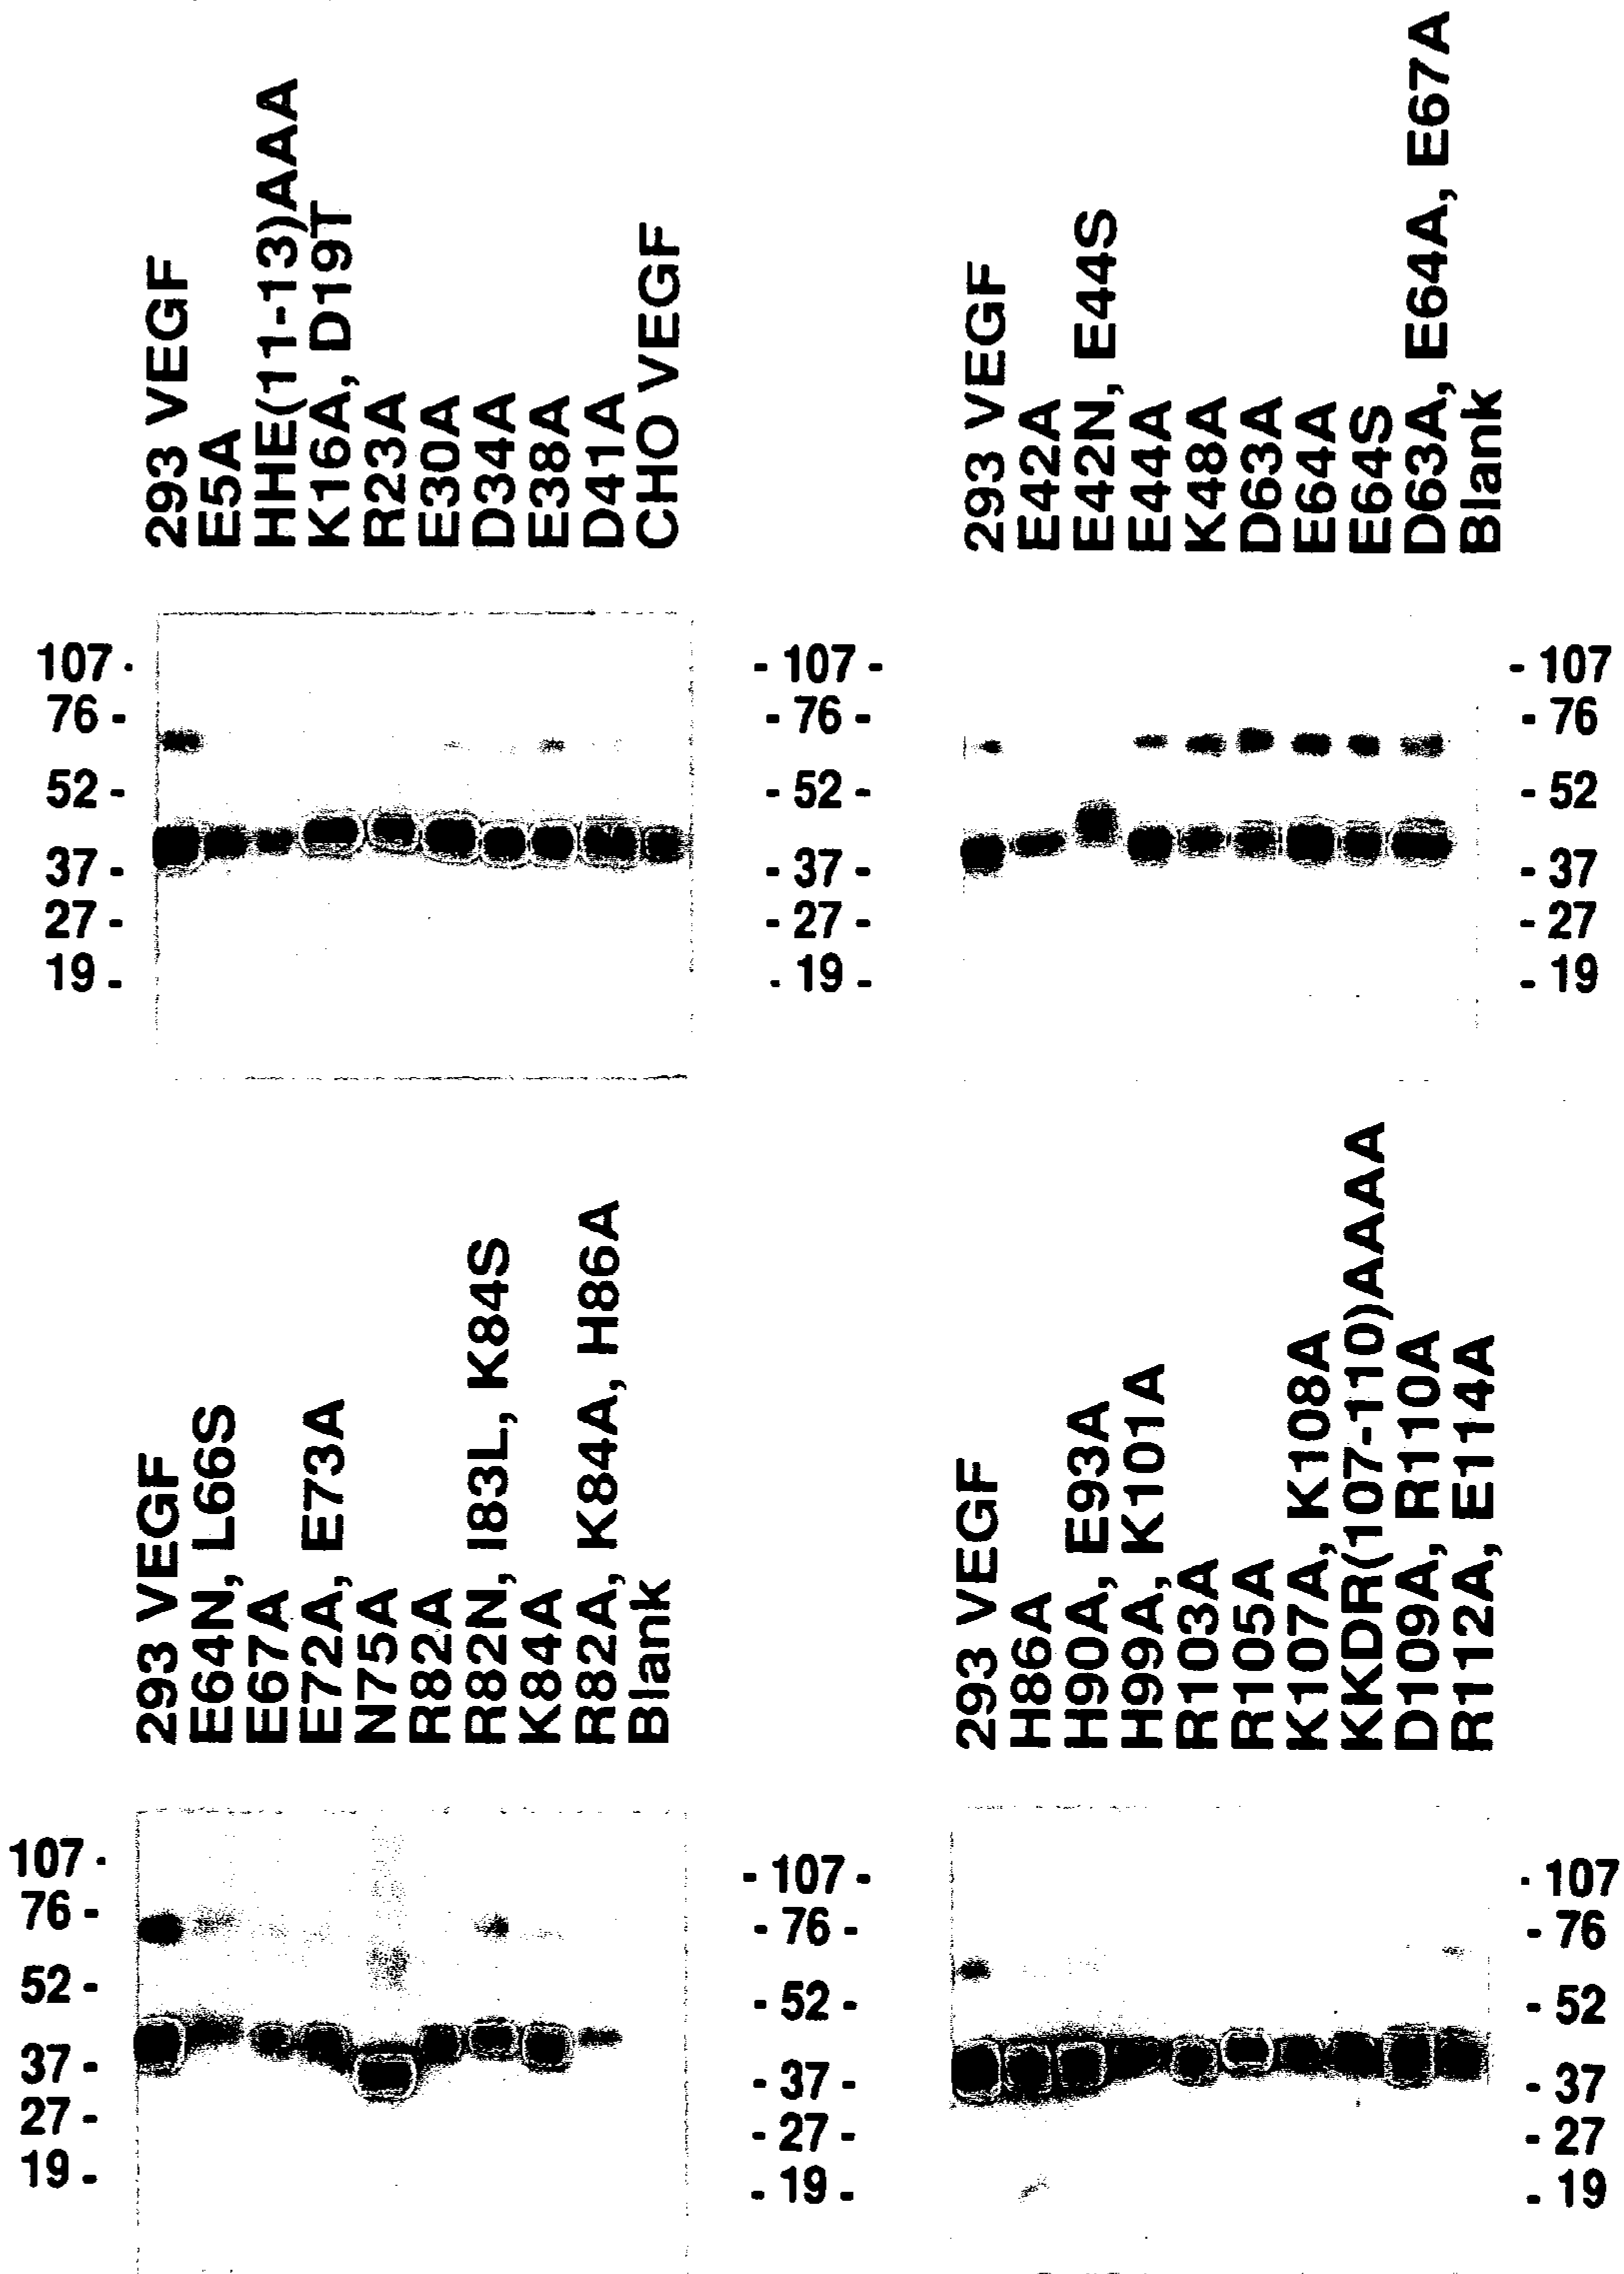 293 VEGF
E5A
HHE(11-13)AAA
K16A, D19T
R23A
E30A
D34A
E38A
D41A
CHO VEGF
293 VEGF
E42A
E42N, E44S
E44A
K48A
D63A
E64A
E64S
D63A, E64A, E67A
Blank
107 - - 107 - - 107
76 - - 76 - - 76
52 - - 52 - - 52
37 - - 37 - - 37
27 - - 27 - - 27
19 - - 19 - - 19
293 VEGF
E64N, L66S
E67A
E72A, E73A
N75A
R82A
R82N, I83L, K84S
K84A
R82A, K84A, H86A
Blank
293 VEGF
H86A
H90A, E93A
H99A, K101A
R103A
R105A
K107A, K108A
KKDR(107-110)AAAA
D109A, R110A
R112A, E114A
107 - - 107 - - 107
76 - - 76 - - 76
52 - - 52 - - 52
37 - - 37 - - 37
27 - - 27 - - 27
19 - - 19 - - 19